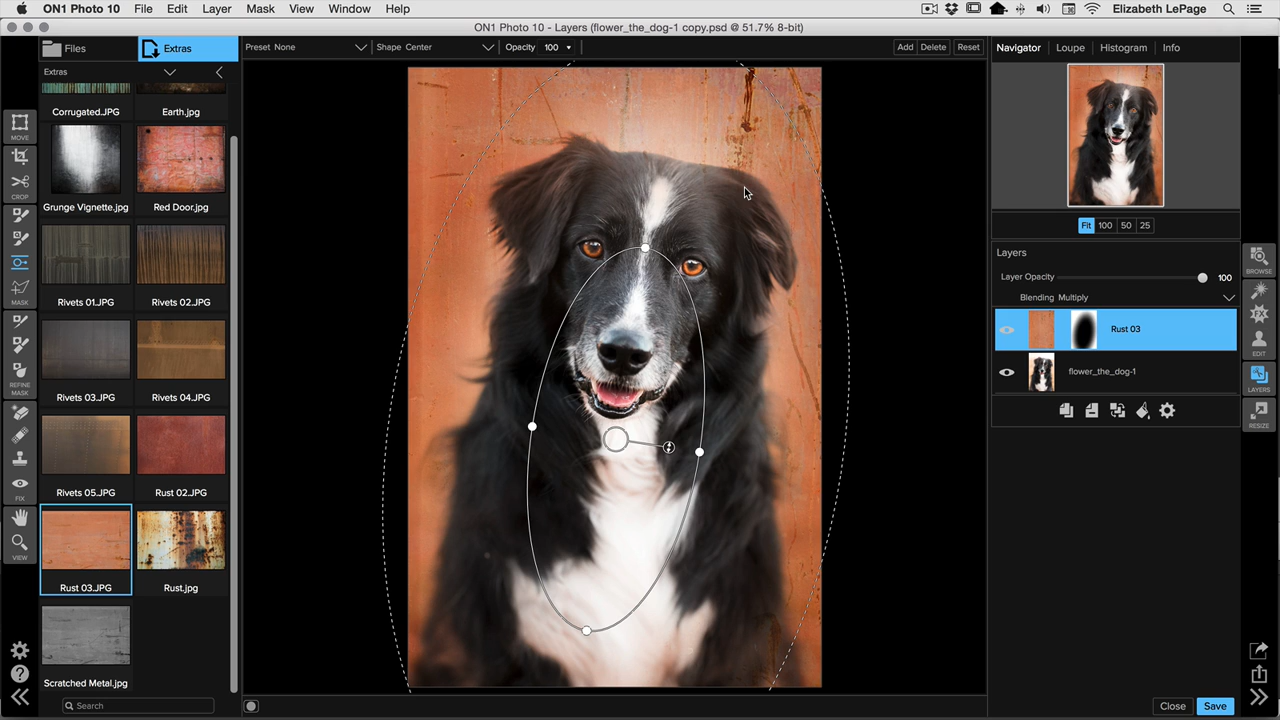 ON1 Photo 10 File Edit Layer Mask View Window Help Elizabeth LePage
ON1 Photo 10 - Layers (flower_the_dog-1 copy.psd @ 51.7% 8-bit)
Files Extras
Preset None Shape Center Opacity 100 Add Delete Reset
Navigator Loupe Histogram Info
Extras
Corrugated.JPG Earth.jpg
Grunge Vignette.jpg Red Door.jpg
Rivets 01.JPG Rivets 02.JPG
Rivets 03.JPG Rivets 04.JPG
Rivets 05.JPG Rust 02.JPG
Rust 03.JPG Rust.jpg
Scratched Metal.jpg
Search
MOVE
CROP
MASK
REFINE
MASK
FIX
VIEW
Fit 100 50 25
Layers
Layer Opacity 100
Blending Multiply
Rust 03
flower_the_dog-1
BROWSE
EDIT
LAYERS
RESIZE
Close Save